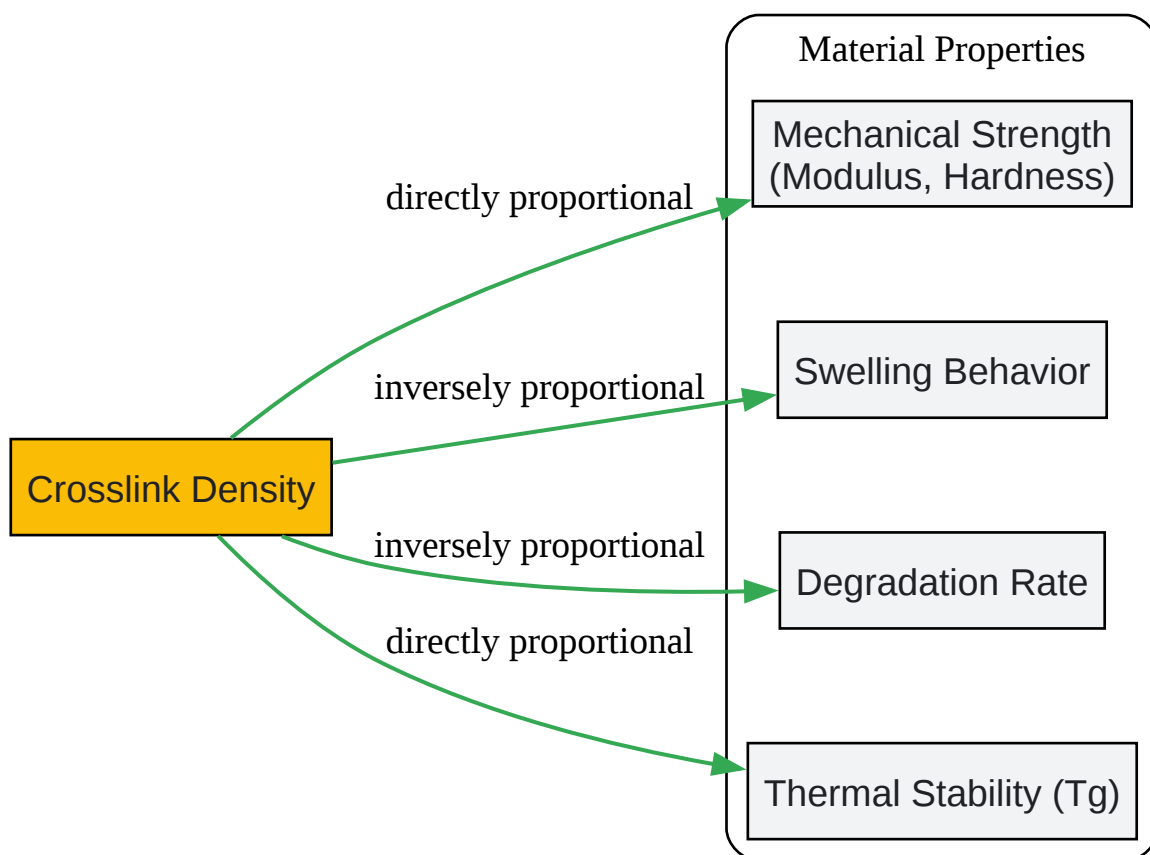 Material Properties
Mechanical Strength
(Modulus, Hardness)
directly proportional
Swelling Behavior
inversely proportional
Crosslink Density
inversely proportional
Degradation Rate
directly proportional
Thermal Stability (Tg)